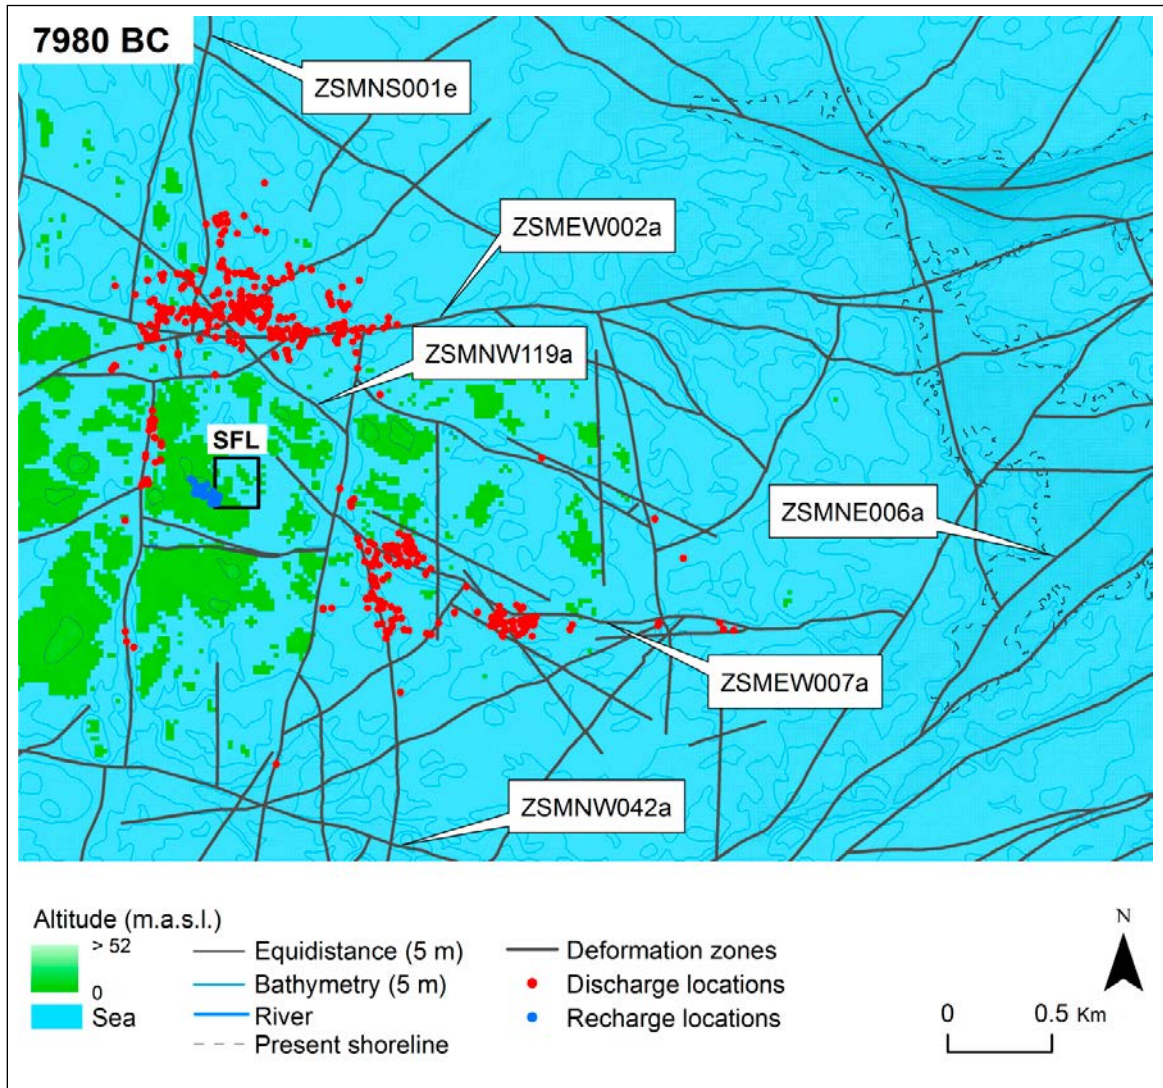 7980 BC
ZSMNS001e
ZSMEW002a
ZSMNW119a
SFL
ZSMNE006a
ZSMEW007a
ZSMNW042a
Altitude (m.a.s.l.)
> 52
0
Sea
Equidistance (5 m)
Bathymetry (5 m)
River
Present shoreline
Deformation zones
Discharge locations
Recharge locations
N
0 0.5 Km